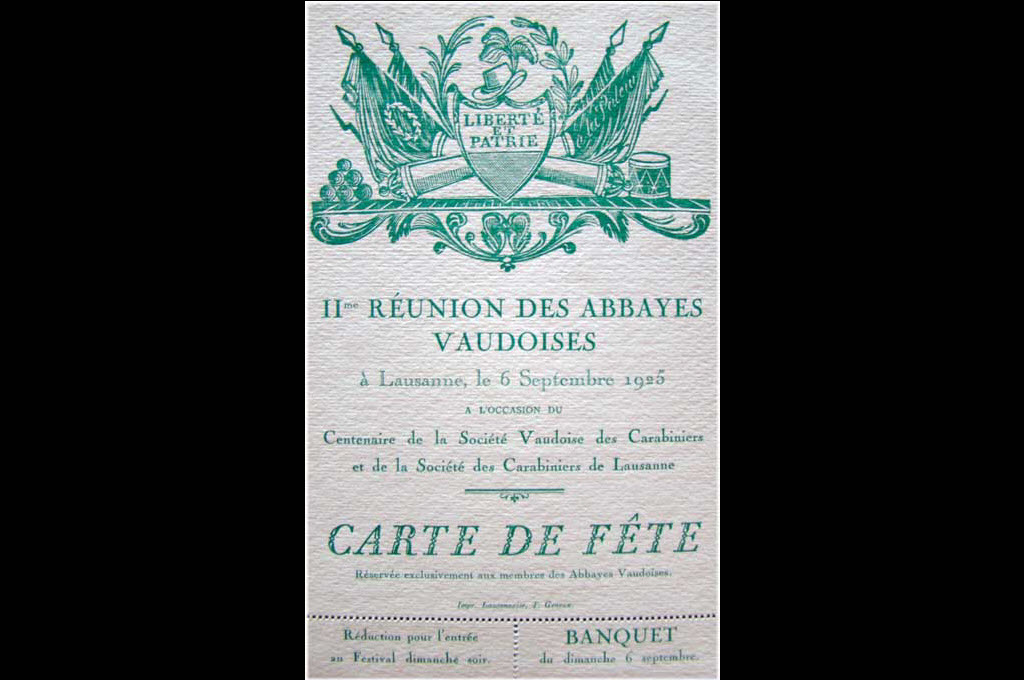 LIBERTÉ
ET
PATRIE
IIme RÉUNION DES ABBAYES
VAUDOISES
à Lausanne, le 6 Septembre 1925
A L'OCCASION DU
Centenaire de la Société Vaudoise des Carabiniers
et de la Société des Carabiniers de Lausanne
CARTE DE FÊTE
Réservée exclusivement aux membres des Abbayes Vaudoises.
Impr.
Réduction pour l'entrée
au Festival dimanche soir.
BANQUET
du dimanche 6 septembre.